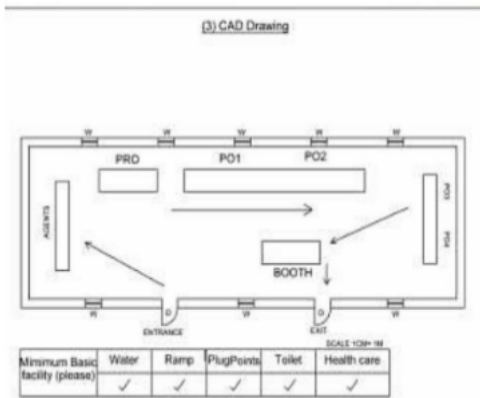 (3) CAD Drawing
W W W W W
PRO PO1 PO2
AGENTS
PO3
PO4
BOOTH
W D W D W
ENTRANCE EXIT
SCALE 1CM= 1M
Minimum Basic facility (please) Water Ramp PlugPoints Toilet Health care
✓ ✓ ✓ ✓ ✓